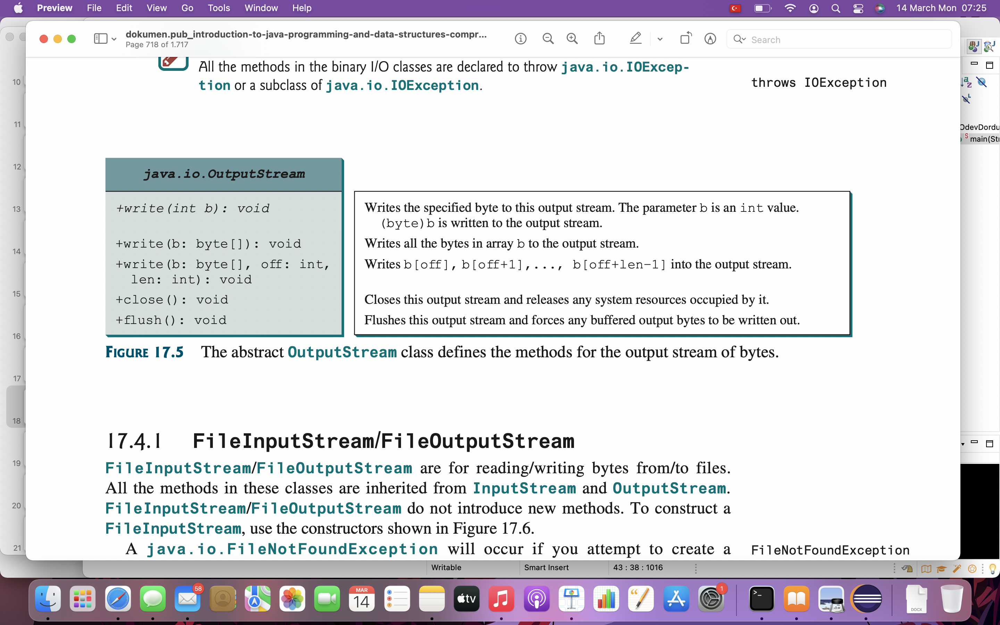 Preview File Edit View Go Tools Window Help 14 March Mon 07:25
dokumen.pub_introduction-to-java-programming-and-data-structures-compr...
Page 718 of 1.717
Search
All the methods in the binary I/O classes are declared to throw java.io.IOExcep-
tion or a subclass of java.io.IOException.
throws IOException
java.io.OutputStream
+write(int b): void
Writes the specified byte to this output stream. The parameter b is an int value.
(byte)b is written to the output stream.
+write(b: byte[]): void
Writes all the bytes in array b to the output stream.
+write(b: byte[], off: int,
len: int): void
Writes b[off], b[off+1],..., b[off+len-1] into the output stream.
+close(): void
Closes this output stream and releases any system resources occupied by it.
+flush(): void
Flushes this output stream and forces any buffered output bytes to be written out.
FIGURE 17.5 The abstract OutputStream class defines the methods for the output stream of bytes.
17.4.1 FileInputStream/FileOutputStream
FileInputStream/FileOutputStream are for reading/writing bytes from/to files.
All the methods in these classes are inherited from InputStream and OutputStream.
FileInputStream/FileOutputStream do not introduce new methods. To construct a
FileInputStream, use the constructors shown in Figure 17.6.
A java.io.FileNotFoundException will occur if you attempt to create a
FileNotFoundException
10
11
12
13
14
15
16
17
18
19
20
21
OdevDordu
main(Stri
Writable
Smart Insert
43 : 38 : 1016
58
MAR
14
tv
1
DOCX